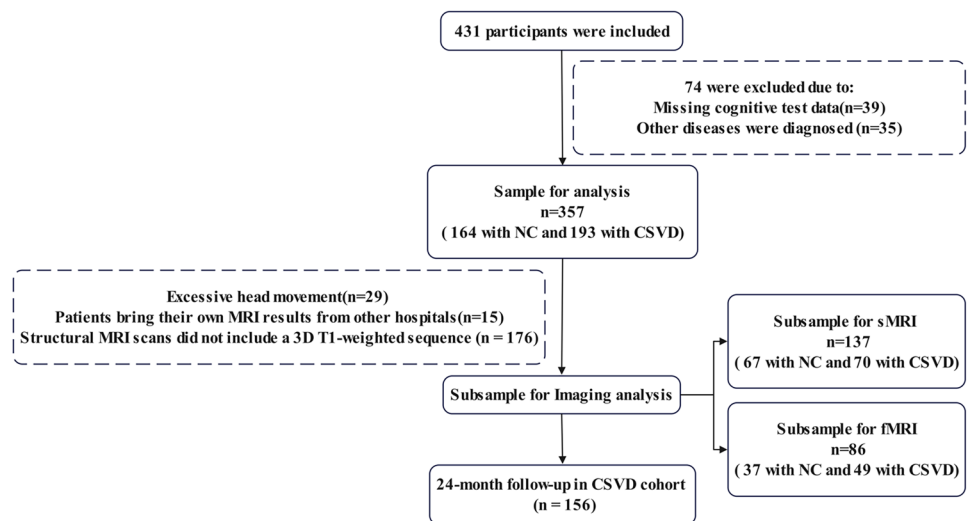 431 participants were included
74 were excluded due to:
Missing cognitive test data(n=39)
Other diseases were diagnosed (n=35)
Sample for analysis
n=357
( 164 with NC and 193 with CSVD)
Excessive head movement(n=29)
Patients bring their own MRI results from other hospitals(n=15)
Structural MRI scans did not include a 3D T1-weighted sequence (n = 176)
Subsample for Imaging analysis
Subsample for sMRI
n=137
( 67 with NC and 70 with CSVD)
Subsample for fMRI
n=86
( 37 with NC and 49 with CSVD)
24-month follow-up in CSVD cohort
(n = 156)